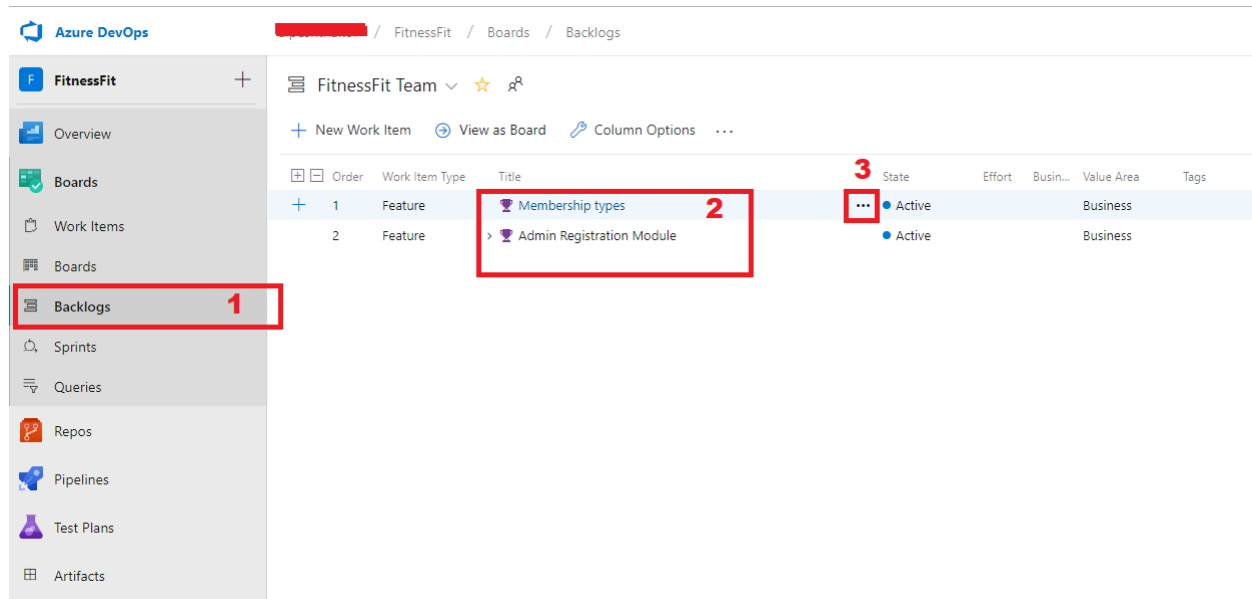 Azure DevOps / FitnessFit / Boards / Backlogs
F FitnessFit
FitnessFit Team
New Work Item View as Board Column Options ...
Overview
Boards
Work Items
Boards
Backlogs 1
Sprints
Queries
Repos
Pipelines
Test Plans
Artifacts
3
Order Work Item Type Title State Effort Busin... Value Area Tags
1 Feature Membership types 2 ... Active Business
2 Feature > Admin Registration Module Active Business